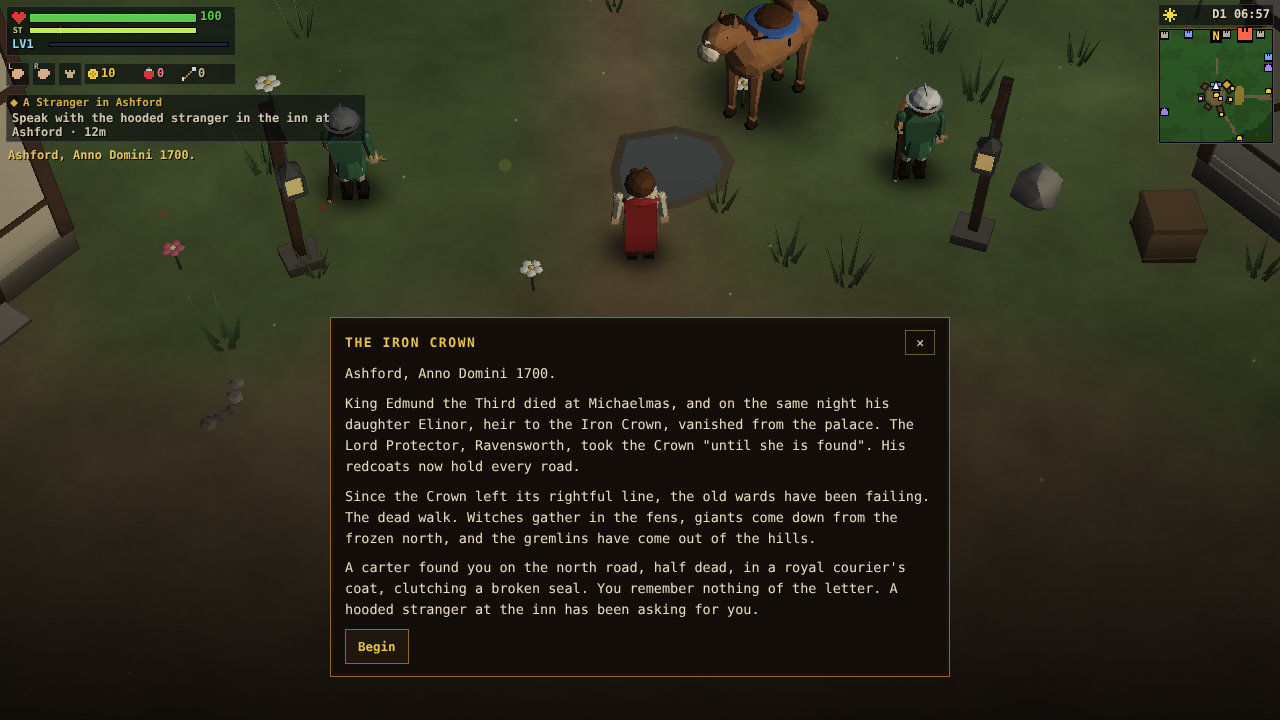 100
ST
LV1
D1 06:57
L
R
10
0
0
N
◆ A Stranger in Ashford
Speak with the hooded stranger in the inn at
Ashford · 12m
Ashford, Anno Domini 1700.
THE IRON CROWN
×
Ashford, Anno Domini 1700.
King Edmund the Third died at Michaelmas, and on the same night his
daughter Elinor, heir to the Iron Crown, vanished from the palace. The
Lord Protector, Ravensworth, took the Crown "until she is found". His
redcoats now hold every road.
Since the Crown left its rightful line, the old wards have been failing.
The dead walk. Witches gather in the fens, giants come down from the
frozen north, and the gremlins have come out of the hills.
A carter found you on the north road, half dead, in a royal courier's
coat, clutching a broken seal. You remember nothing of the letter. A
hooded stranger at the inn has been asking for you.
Begin